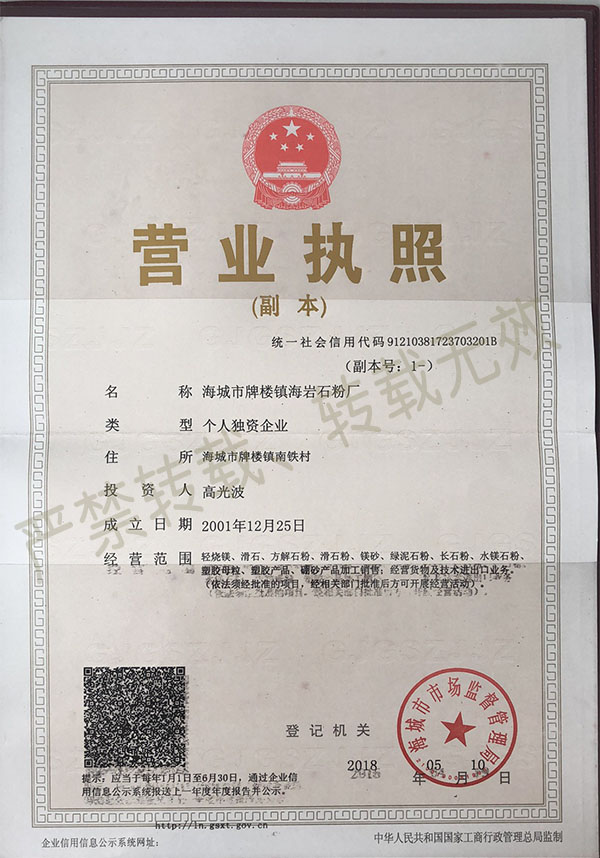 营业执照
(副 本)
统一社会信用代码 91210381723703201B
(副本号:1-)
名 称 海城市牌楼镇海岩石粉厂
类 型 个人独资企业
住 所 海城市牌楼镇南铁村
投 资 人 高光波
成立日期 2001年12月25日
经营范围 轻烧镁、滑石、方解石粉、滑石粉、镁砂、绿泥石粉、长石粉、水镁石粉、
塑胶母粒、塑胶产品、硼砂产品加工销售;经营货物及技术进出口业务。
(依法须经批准的项目,经相关部门批准后方可开展经营活动)。
严禁转载、转载无效
登记机关
海城市市场监督管理局
2018 年 05 月 10 日
提示:应当于每年1月1日至6月30日,通过企业信
用信息公示系统报送上一年度年度报告并公示。
http://ln.gsxt.gov.cn
企业信用信息公示系统网址:
中华人民共和国国家工商行政管理总局监制